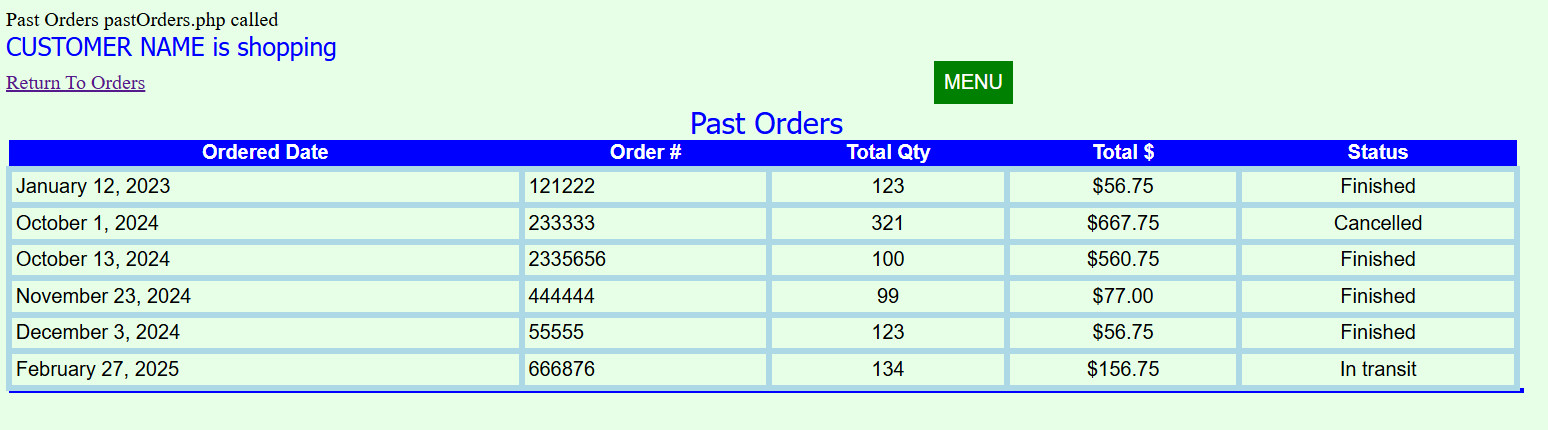 Past Orders pastOrders.php called
CUSTOMER NAME is shopping
Return To Orders MENU
Past Orders
Ordered Date Order # Total Qty Total $ Status
January 12, 2023 121222 123 $56.75 Finished
October 1, 2024 233333 321 $667.75 Cancelled
October 13, 2024 2335656 100 $560.75 Finished
November 23, 2024 444444 99 $77.00 Finished
December 3, 2024 55555 123 $56.75 Finished
February 27, 2025 666876 134 $156.75 In transit